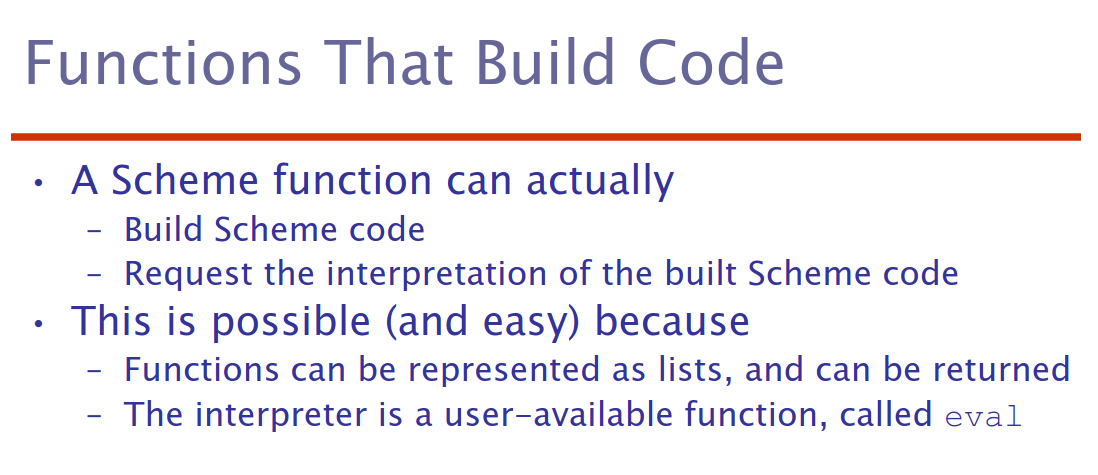 Functions That Build Code
• A Scheme function can actually
– Build Scheme code
– Request the interpretation of the built Scheme code
• This is possible (and easy) because
– Functions can be represented as lists, and can be returned
– The interpreter is a user-available function, called eval